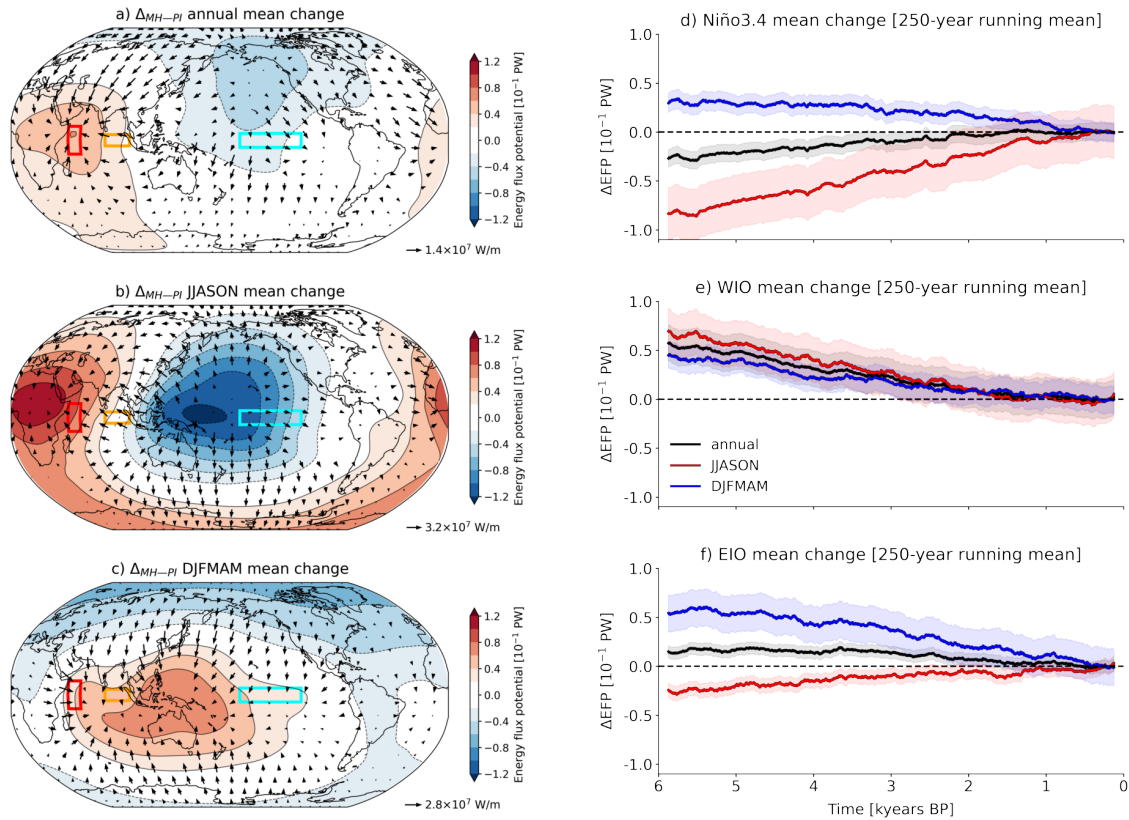 a) Δ_MH−PI annual mean change
1.2
0.8
0.4
0.0
−0.4
−0.8
−1.2
Energy flux potential [10⁻¹ PW]
1.4×10⁷ W/m
b) Δ_MH−PI JJASON mean change
1.2
0.8
0.4
0.0
−0.4
−0.8
−1.2
Energy flux potential [10⁻¹ PW]
3.2×10⁷ W/m
c) Δ_MH−PI DJFMAM mean change
1.2
0.8
0.4
0.0
−0.4
−0.8
−1.2
Energy flux potential [10⁻¹ PW]
2.8×10⁷ W/m
d) Niño3.4 mean change [250-year running mean]
1.0
0.5
0.0
-0.5
-1.0
ΔEFP [10⁻¹ PW]
e) WIO mean change [250-year running mean]
1.0
0.5
0.0
-0.5
-1.0
ΔEFP [10⁻¹ PW]
annual
JJASON
DJFMAM
f) EIO mean change [250-year running mean]
1.0
0.5
0.0
-0.5
-1.0
ΔEFP [10⁻¹ PW]
6 5 4 3 2 1 0
Time [kyears BP]